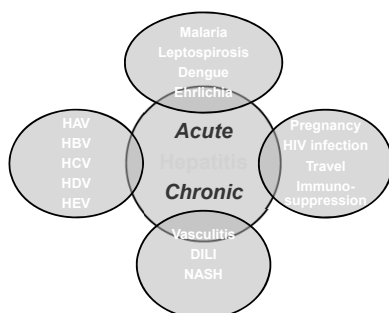 Malaria
Leptospirosis
Dengue
Ehrlichia
HAV
HBV
HCV
HDV
HEV
Acute
Hepatitis
Chronic
Pregnancy
HIV infection
Travel
Immuno-
suppression
Vasculitis
DILI
NASH